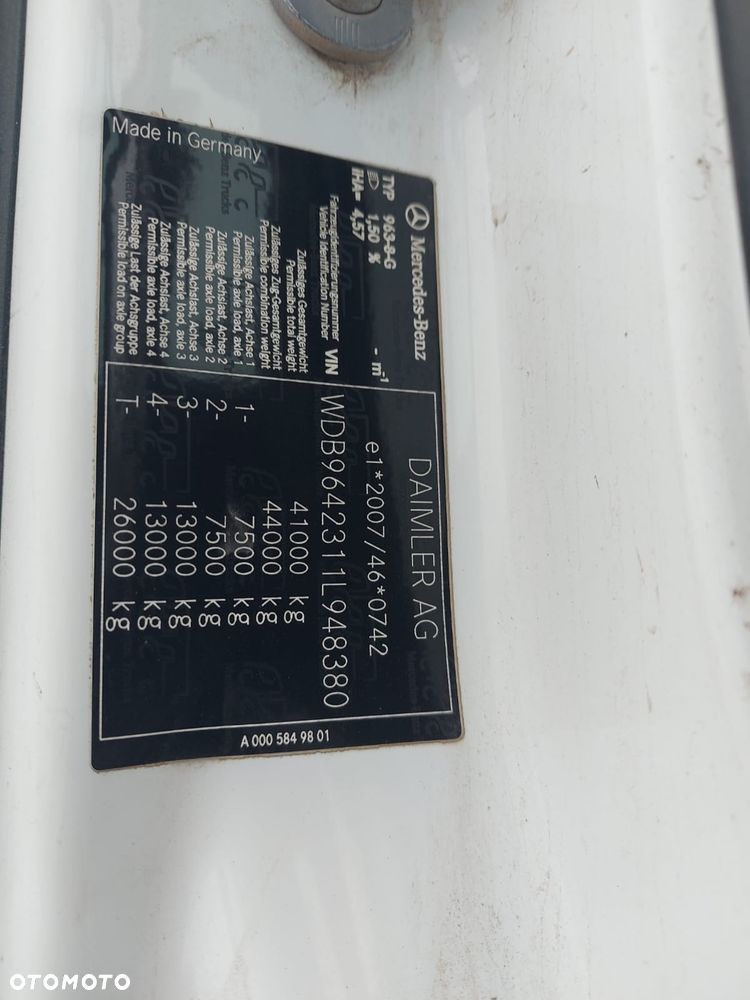 Mercedes-Benz
DAIMLER AG
TYP 963-8-G
e1*2007/46*0742
1,50 % - m-1
IHA= 4,57
Fahrzeugidentifizierungsnummer
Vehicle Identification Number VIN WDB9642311L948380
Zulässiges Gesamtgewicht
Permissible total weight 41000 kg
Zulässiges Zug-Gesamtgewicht
Permissible combination weight 44000 kg
Zulässige Achslast, Achse 1
Permissible axle load, axle 1 1- 7500 kg
Zulässige Achslast, Achse 2
Permissible axle load, axle 2 2- 7500 kg
Zulässige Achslast, Achse 3
Permissible axle load, axle 3 3- 13000 kg
Zulässige Achslast, Achse 4
Permissible axle load, axle 4 4- 13000 kg
Zulässige Last der Achsgruppe
Permissible load on axle group T- 26000 kg
Made in Germany
A 000 584 98 01
OTOMOTO